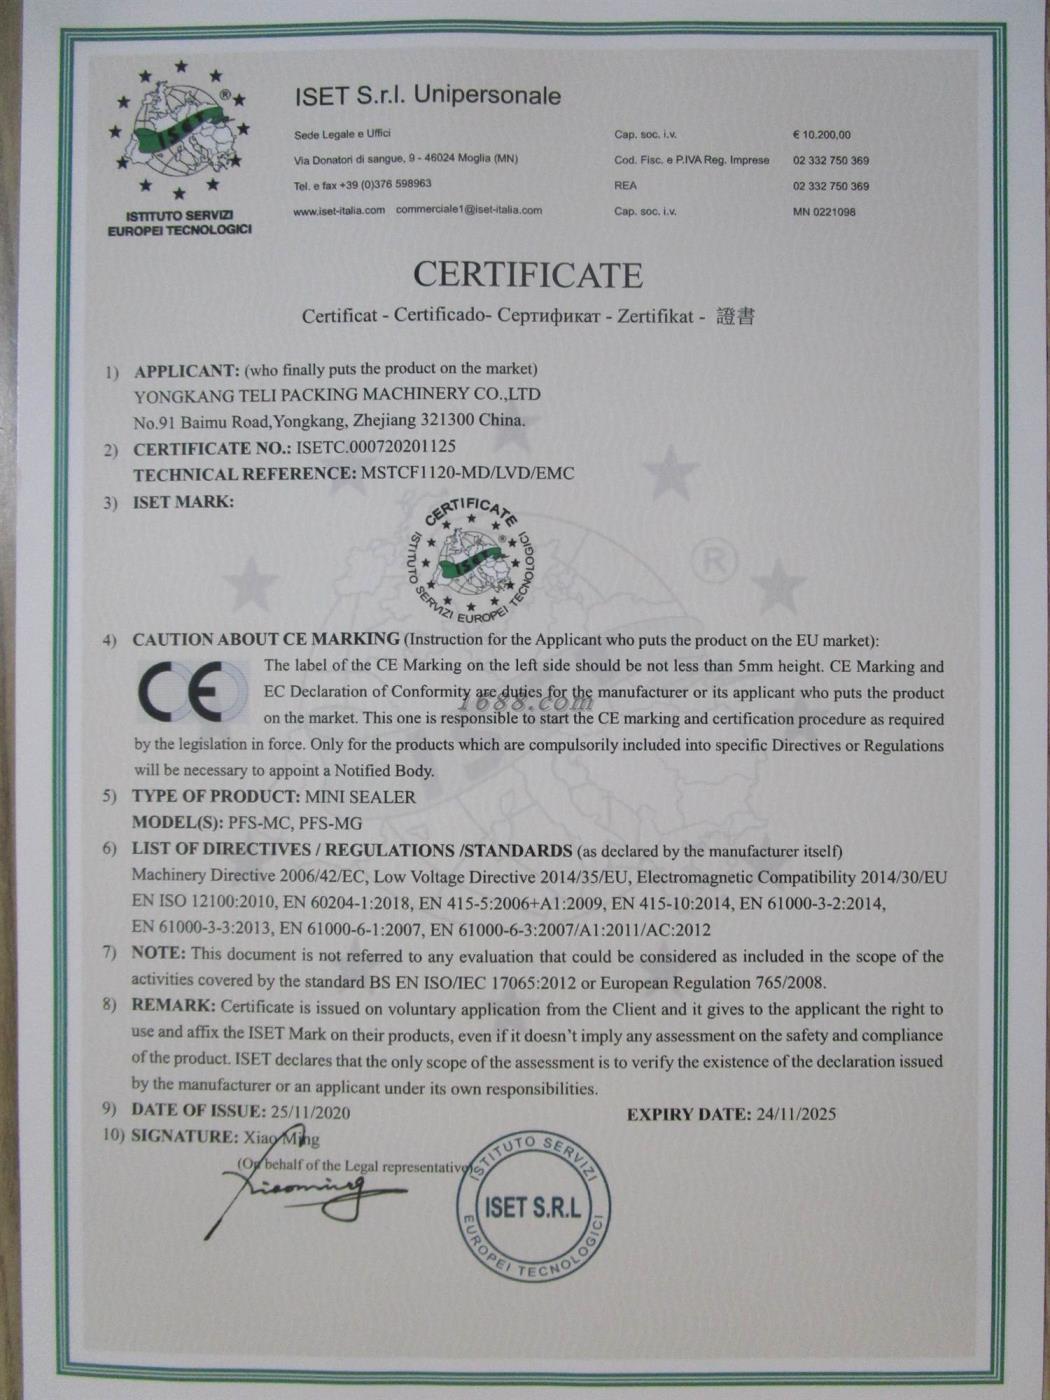 ISET
®
ISTITUTO SERVIZI
EUROPEI TECNOLOGICI
ISET S.r.l. Unipersonale
Sede Legale e Uffici
Via Donatori di sangue, 9 - 46024 Moglia (MN)
Tel. e fax +39 (0)376 598963
www.iset-italia.com commerciale1@iset-italia.com
Cap. soc. i.v. € 10.200,00
Cod. Fisc. e P.IVA Reg. Imprese 02 332 750 369
REA 02 332 750 369
Cap. soc. i.v. MN 0221098
CERTIFICATE
Certificat - Certificado- Сертификат - Zertifikat - 證書
1) APPLICANT: (who finally puts the product on the market)
YONGKANG TELI PACKING MACHINERY CO.,LTD
No.91 Baimu Road,Yongkang, Zhejiang 321300 China.
2) CERTIFICATE NO.: ISETC.000720201125
TECHNICAL REFERENCE: MSTCF1120-MD/LVD/EMC
3) ISET MARK:
CERTIFICATE
ISET
®
ISTITUTO SERVIZI EUROPEI TECNOLOGICI
®
4) CAUTION ABOUT CE MARKING (Instruction for the Applicant who puts the product on the EU market):
CE
The label of the CE Marking on the left side should be not less than 5mm height. CE Marking and
EC Declaration of Conformity are duties for the manufacturer or its applicant who puts the product
1688.com
on the market. This one is responsible to start the CE marking and certification procedure as required
by the legislation in force. Only for the products which are compulsorily included into specific Directives or Regulations
will be necessary to appoint a Notified Body.
5) TYPE OF PRODUCT: MINI SEALER
MODEL(S): PFS-MC, PFS-MG
6) LIST OF DIRECTIVES / REGULATIONS /STANDARDS (as declared by the manufacturer itself)
Machinery Directive 2006/42/EC, Low Voltage Directive 2014/35/EU, Electromagnetic Compatibility 2014/30/EU
EN ISO 12100:2010, EN 60204-1:2018, EN 415-5:2006+A1:2009, EN 415-10:2014, EN 61000-3-2:2014,
EN 61000-3-3:2013, EN 61000-6-1:2007, EN 61000-6-3:2007/A1:2011/AC:2012
7) NOTE: This document is not referred to any evaluation that could be considered as included in the scope of the
activities covered by the standard BS EN ISO/IEC 17065:2012 or European Regulation 765/2008.
8) REMARK: Certificate is issued on voluntary application from the Client and it gives to the applicant the right to
use and affix the ISET Mark on their products, even if it doesn't imply any assessment on the safety and compliance
of the product. ISET declares that the only scope of the assessment is to verify the existence of the declaration issued
by the manufacturer or an applicant under its own responsibilities.
9) DATE OF ISSUE: 25/11/2020 EXPIRY DATE: 24/11/2025
10) SIGNATURE: Xiao Ming
(On behalf of the Legal representative)
Xiaoming
ISTITUTO SERVIZI
ISET S.R.L
EUROPEI TECNOLOGICI